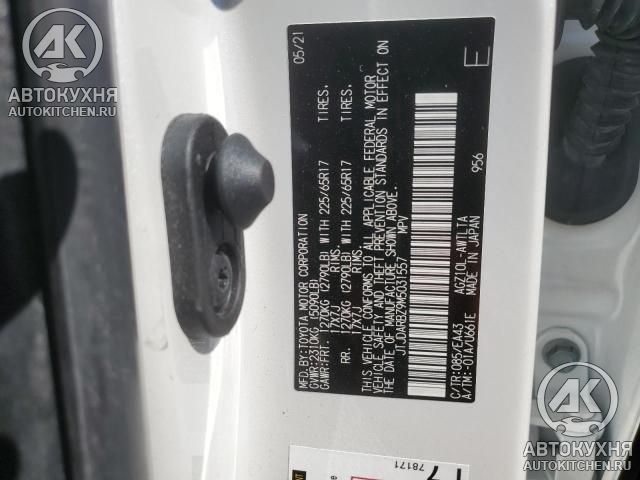 АВТОКУХНЯ
AUTOKITCHEN.RU
05/21
MFD.BY:TOYOTA MOTOR CORPORATION
GVWR:2310KG (5090LB)
GAWR:FRT. 1270KG (2790LB) WITH 225/65R17 TIRES,
17X7J RIMS,
RR. 1270KG (2790LB) WITH 225/65R17 TIRES,
17X7J RIMS,
THIS VEHICLE CONFORMS TO ALL APPLICABLE FEDERAL MOTOR
VEHICLE SAFETY AND THEFT PREVENTION STANDARDS IN EFFECT ON
THE DATE OF MANUFACTURE SHOWN ABOVE.
JTJDARBZ9M5031557 MPV
C/TR:085/EA43 AGZ10L-AWTLTA
A/TM:-01A/U661E MADE IN JAPAN
956
E
78171
АВТОКУХНЯ
AUTOKITCHEN.RU